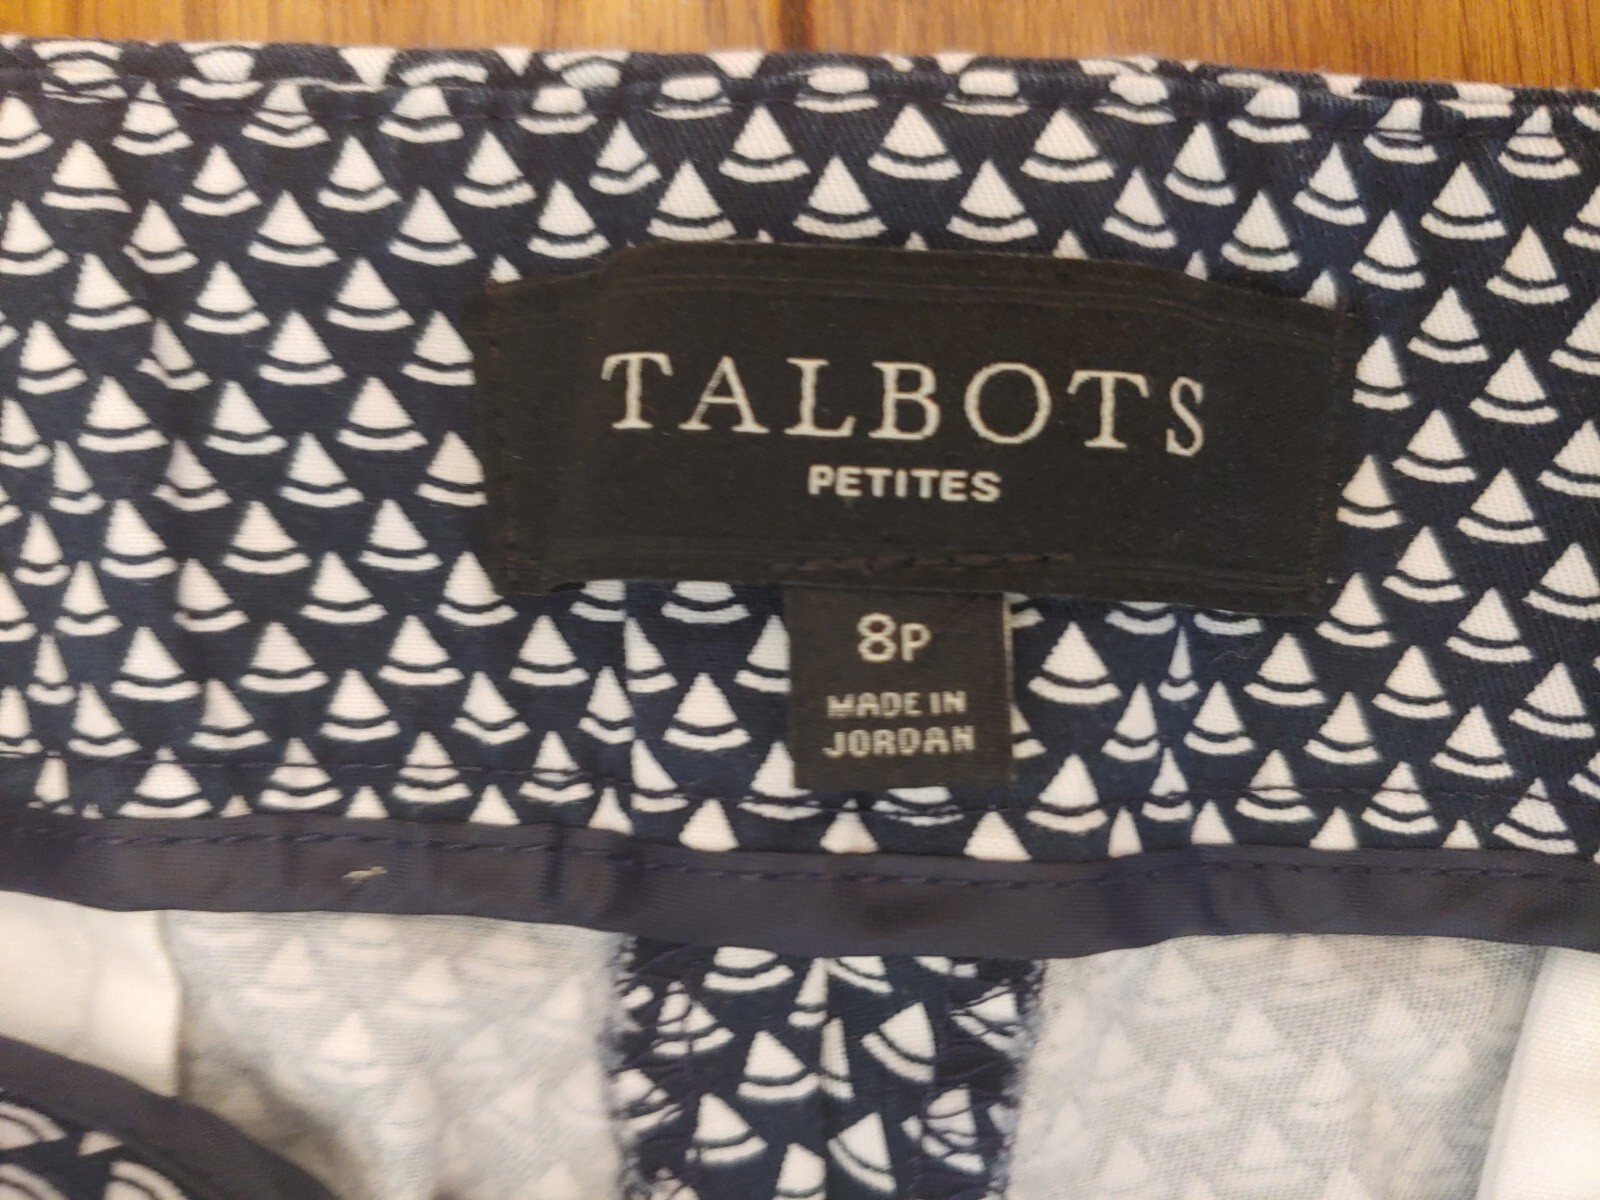 TALBOTS
PETITES
8P
MADE IN
JORDAN